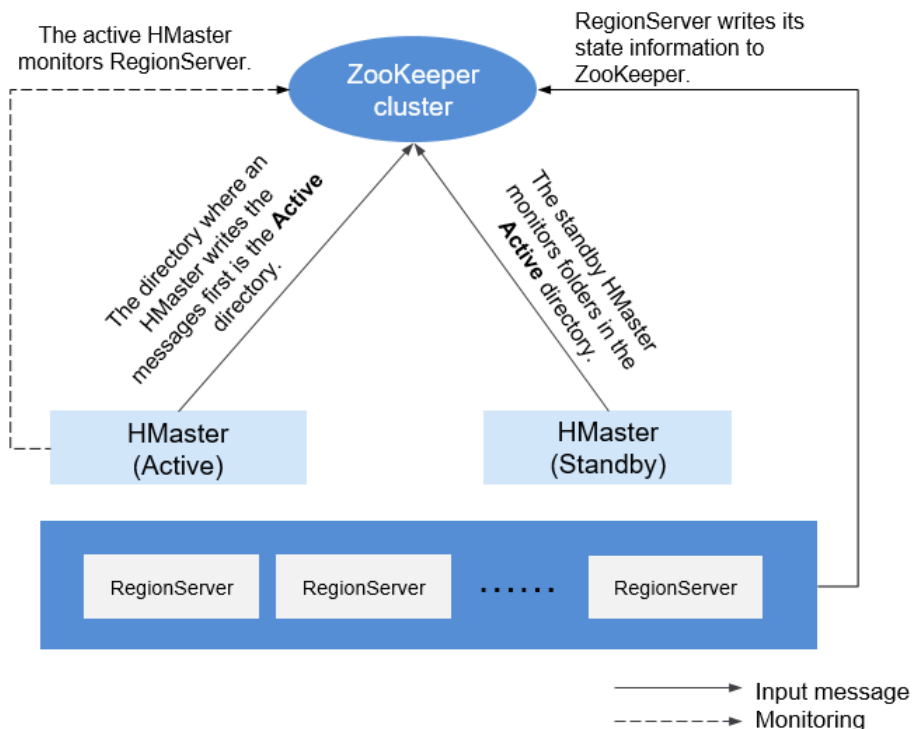 The active HMaster
monitors RegionServer.
RegionServer writes its
state information to
ZooKeeper.
ZooKeeper
cluster
The directory where an
HMaster writes the
messages first is the Active
directory.
The standby HMaster
monitors folders in the
Active directory.
HMaster
(Active)
HMaster
(Standby)
RegionServer
RegionServer
......
RegionServer
Input message
Monitoring